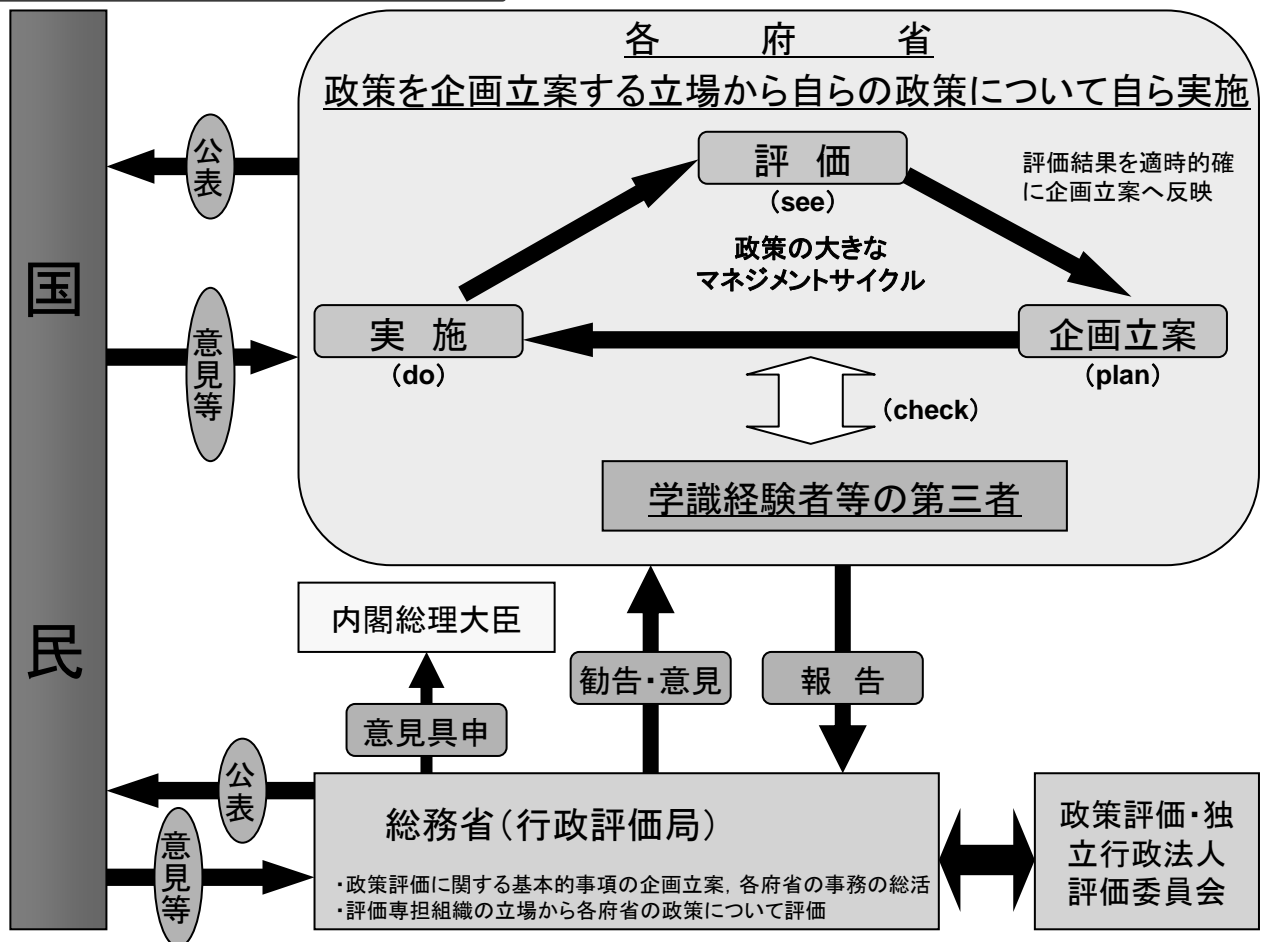 各　府　省
政策を企画立案する立場から自らの政策について自ら実施
公表
評 価
（see）
評価結果を適時的確
に企画立案へ反映
政策の大きな
マネジメントサイクル
国民
意見等
実 施
（do）
企画立案
（plan）
（check）
学識経験者等の第三者
内閣総理大臣
勧告・意見
報 告
意見具申
公表
総務省（行政評価局）
・政策評価に関する基本的事項の企画立案，各府省の事務の総活
・評価専担組織の立場から各府省の政策について評価
意見等
政策評価・独
立行政法人
評価委員会